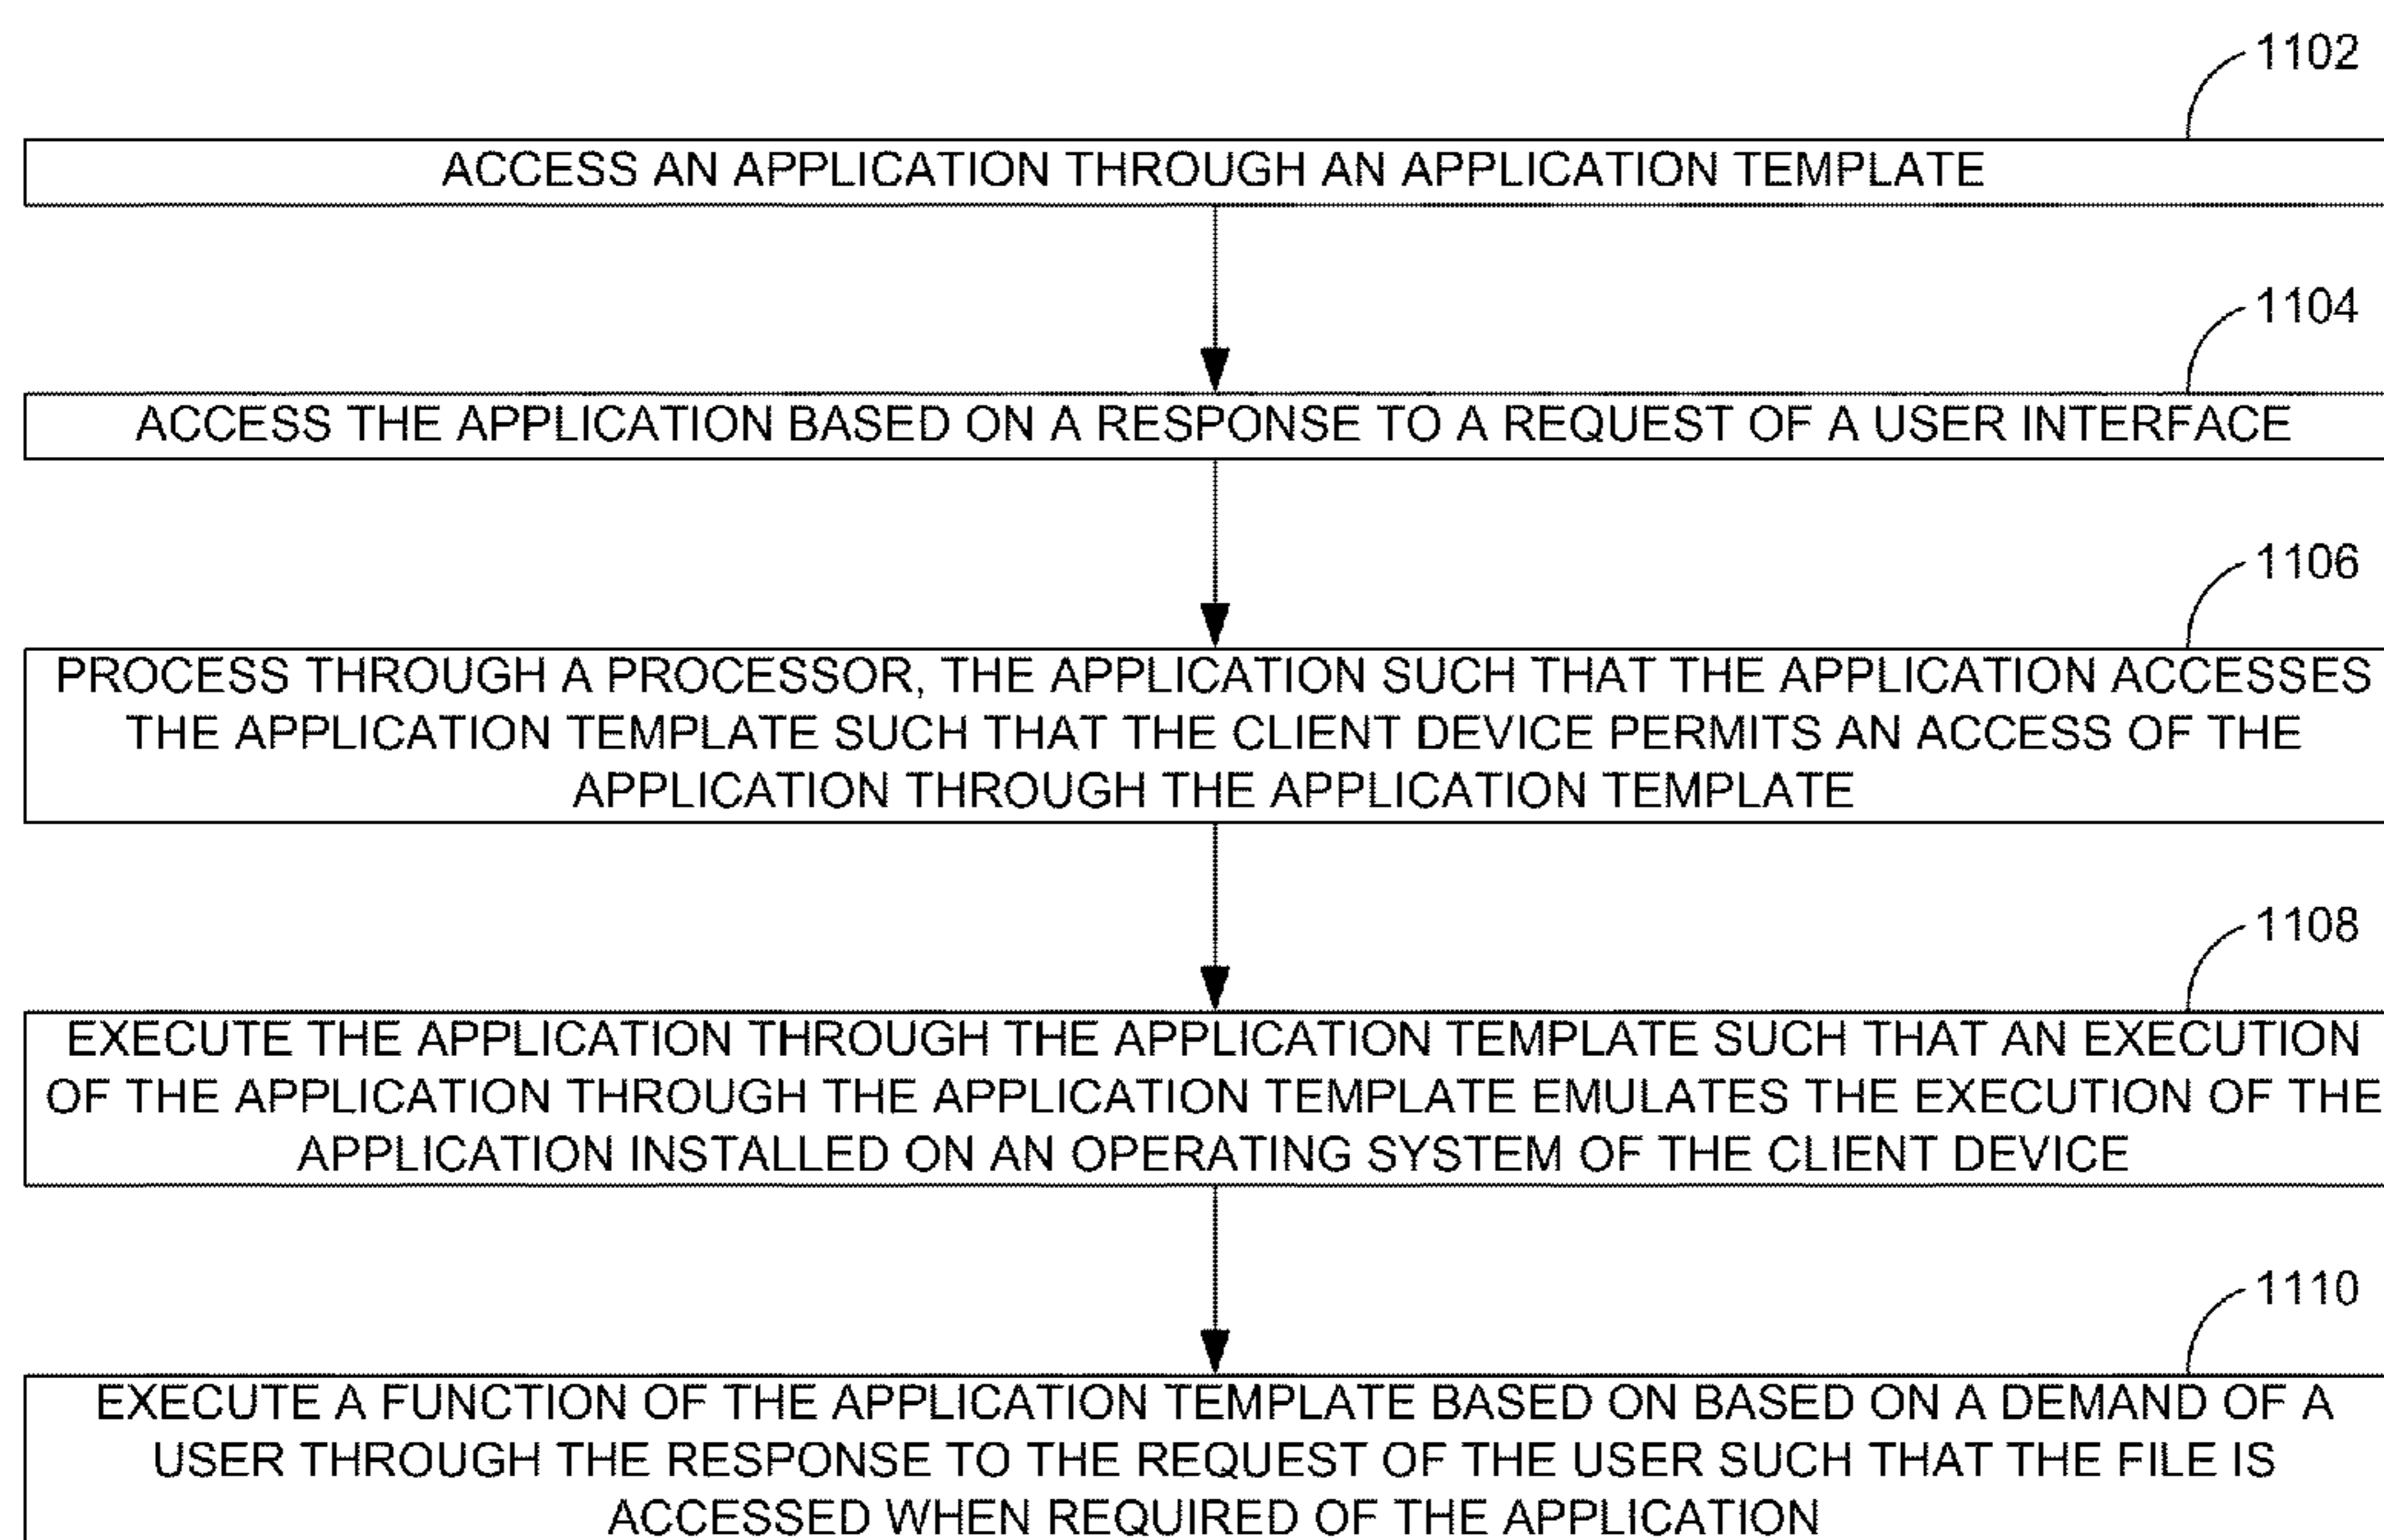 1102
ACCESS AN APPLICATION THROUGH AN APPLICATION TEMPLATE
1104
ACCESS THE APPLICATION BASED ON A RESPONSE TO A REQUEST OF A USER INTERFACE
1106
PROCESS THROUGH A PROCESSOR, THE APPLICATION SUCH THAT THE APPLICATION ACCESSES
THE APPLICATION TEMPLATE SUCH THAT THE CLIENT DEVICE PERMITS AN ACCESS OF THE
APPLICATION THROUGH THE APPLICATION TEMPLATE
1108
EXECUTE THE APPLICATION THROUGH THE APPLICATION TEMPLATE SUCH THAT AN EXECUTION
OF THE APPLICATION THROUGH THE APPLICATION TEMPLATE EMULATES THE EXECUTION OF THE
APPLICATION INSTALLED ON AN OPERATING SYSTEM OF THE CLIENT DEVICE
1110
EXECUTE A FUNCTION OF THE APPLICATION TEMPLATE BASED ON BASED ON A DEMAND OF A
USER THROUGH THE RESPONSE TO THE REQUEST OF THE USER SUCH THAT THE FILE IS
ACCESSED WHEN REQUIRED OF THE APPLICATION